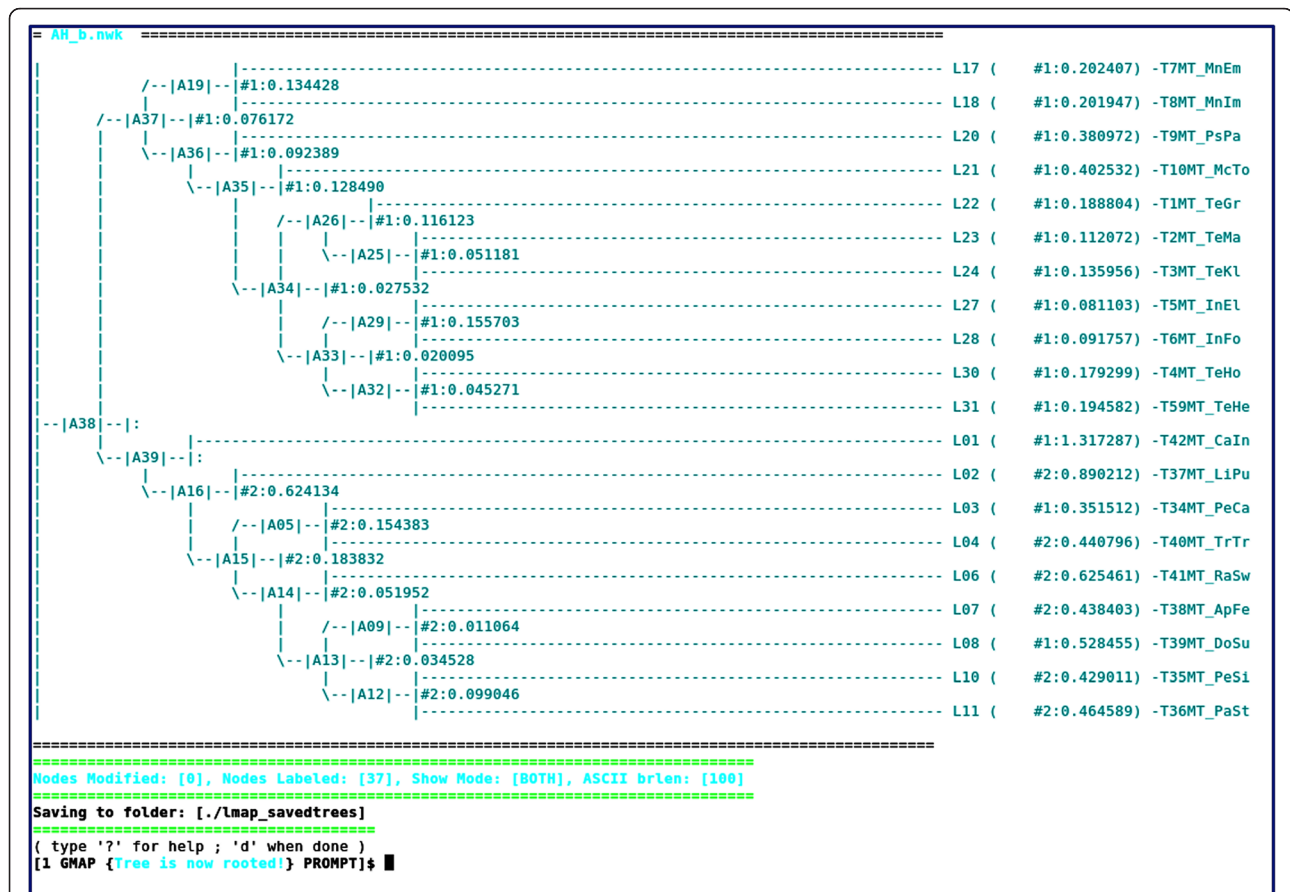 = AH_b.nwk =========================================================================================
|                     |------------------------------------------------------------------------------ L17 (    #1:0.202407) -T7MT_MnEm
|           /--|A19|--|#1:0.134428
|           |         |------------------------------------------------------------------------------ L18 (    #1:0.201947) -T8MT_MnIm
|      /--|A37|--|#1:0.076172
|      |    |         |------------------------------------------------------------------------------ L20 (    #1:0.380972) -T9MT_PsPa
|      |    \--|A36|--|#1:0.092389
|      |         |         |------------------------------------------------------------------------- L21 (    #1:0.402532) -T10MT_McTo
|      |         \--|A35|--|#1:0.128490
|      |              |              |--------------------------------------------------------------- L22 (    #1:0.188804) -T1MT_TeGr
|      |              |    /--|A26|--|#1:0.116123
|      |              |    |    |         |---------------------------------------------------------- L23 (    #1:0.112072) -T2MT_TeMa
|      |              |    |    \--|A25|--|#1:0.051181
|      |              |    |              |---------------------------------------------------------- L24 (    #1:0.135956) -T3MT_TeKl
|      |              \--|A34|--|#1:0.027532
|      |                   |              |---------------------------------------------------------- L27 (    #1:0.081103) -T5MT_InEl
|      |                   |    /--|A29|--|#1:0.155703
|      |                   |    |         |---------------------------------------------------------- L28 (    #1:0.091757) -T6MT_InFo
|      |                   \--|A33|--|#1:0.020095
|      |                        |         |---------------------------------------------------------- L30 (    #1:0.179299) -T4MT_TeHo
|      |                        \--|A32|--|#1:0.045271
|      |                                  |---------------------------------------------------------- L31 (    #1:0.194582) -T59MT_TeHe
|--|A38|--|:
|      |         |----------------------------------------------------------------------------------- L01 (    #1:1.317287) -T42MT_CaIn
|      \--|A39|--|:
|           |         |------------------------------------------------------------------------------ L02 (    #2:0.890212) -T37MT_LiPu
|           \--|A16|--|#2:0.624134
|                |              |-------------------------------------------------------------------- L03 (    #1:0.351512) -T34MT_PeCa
|                |    /--|A05|--|#2:0.154383
|                |    |         |-------------------------------------------------------------------- L04 (    #2:0.440796) -T40MT_TrTr
|                \--|A15|--|#2:0.183832
|                     |         |-------------------------------------------------------------------- L06 (    #2:0.625461) -T41MT_RaSw
|                     \--|A14|--|#2:0.051952
|                          |              |---------------------------------------------------------- L07 (    #2:0.438403) -T38MT_ApFe
|                          |    /--|A09|--|#2:0.011064
|                          |    |         |---------------------------------------------------------- L08 (    #1:0.528455) -T39MT_DoSu
|                          \--|A13|--|#2:0.034528
|                               |         |---------------------------------------------------------- L10 (    #2:0.429011) -T35MT_PeSi
|                               \--|A12|--|#2:0.099046
|                                         |---------------------------------------------------------- L11 (    #2:0.464589) -T36MT_PaSt
====================================================================================================
================================================================================
Nodes Modified: [0], Nodes Labeled: [37], Show Mode: [BOTH], ASCII brlen: [100]
================================================================================
Saving to folder: [./lmap_savedtrees]
======================================
( type '?' for help ; 'd' when done )
[1 GMAP {Tree is now rooted!} PROMPT]$